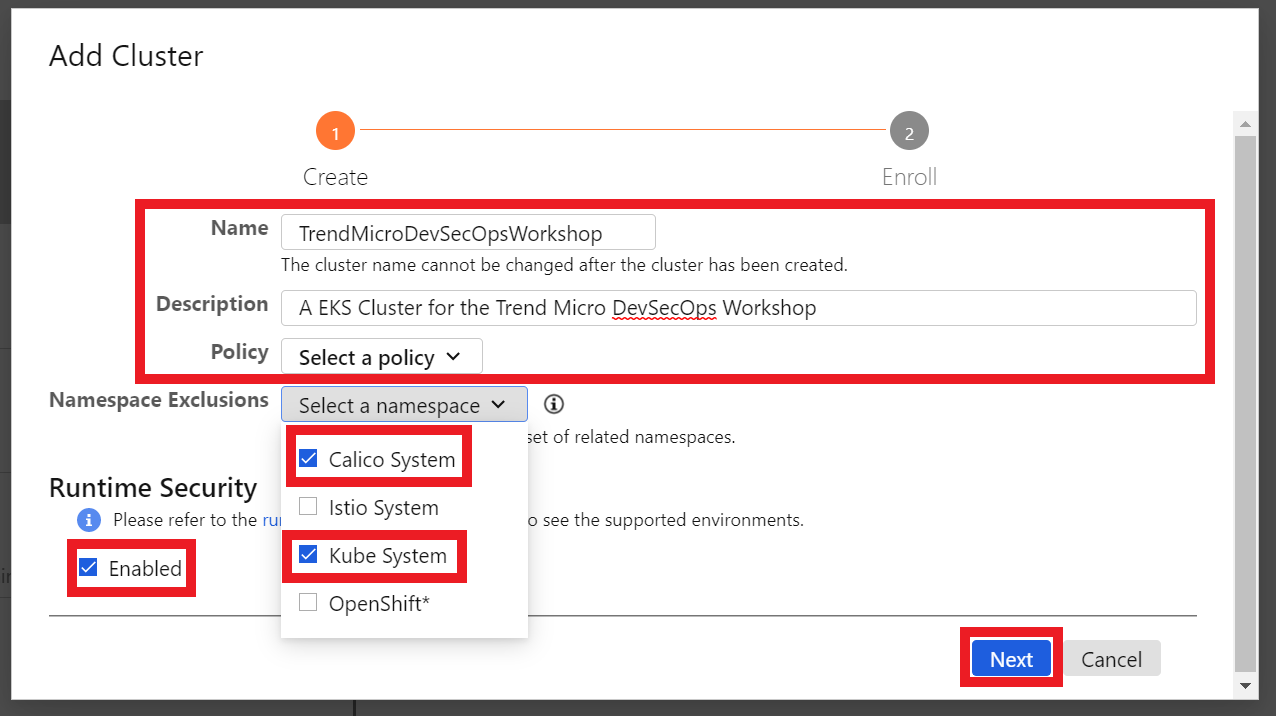 Add Cluster
1
2
Create
Enroll
Name
TrendMicroDevSecOpsWorkshop
The cluster name cannot be changed after the cluster has been created.
Description
A EKS Cluster for the Trend Micro DevSecOps Workshop
Policy
Select a policy
Namespace Exclusions
Select a namespace
set of related namespaces.
Calico System
Runtime Security
Istio System
Please refer to the
to see the supported environments.
Kube System
Enabled
OpenShift*
Next
Cancel